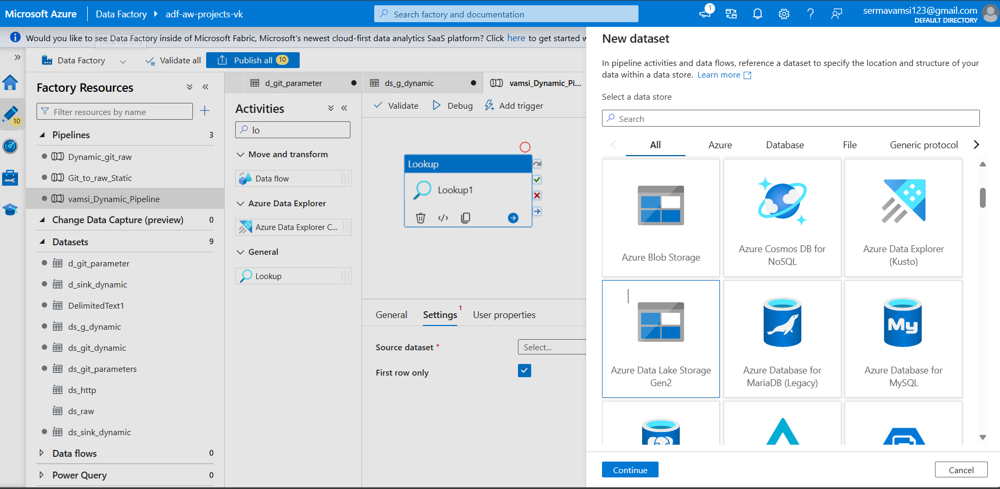 Microsoft Azure
Data Factory
adf-aw-projects-vk
Search factory and documentation
1
sermavamsi123@gmail.com
DEFAULT DIRECTORY
Would you like to see Data Factory inside of Microsoft Fabric, Microsoft's newest cloud-first data analytics SaaS platform? Click here to get started w
Data Factory
Data Factory
Validate all
Publish all 10
10
Factory Resources
Filter resources by name
Pipelines 3
Dynamic_git_raw
Git_to_raw_Static
vamsi_Dynamic_Pipeline
Change Data Capture (preview) 0
Datasets 9
d_git_parameter
d_sink_dynamic
DelimitedText1
ds_g_dynamic
ds_git_dynamic
ds_git_parameters
ds_http
ds_raw
ds_sink_dynamic
Data flows 0
Power Query 0
d_git_parameter
ds_g_dynamic
vamsi_Dynamic_Pi...
Activities
lo
Move and transform
Data flow
Azure Data Explorer
Azure Data Explorer C...
General
Lookup
Validate
Debug
Add trigger
Lookup
Lookup1
General
Settings 1
User properties
Source dataset *
Select...
First row only
New dataset
In pipeline activities and data flows, reference a dataset to specify the location and structure of your
data within a data store. Learn more
Select a data store
Search
All
Azure
Database
File
Generic protocol
Azure Blob Storage
Azure Cosmos DB for
NoSQL
Azure Data Explorer
(Kusto)
Azure Data Lake Storage
Gen2
Azure Database for
MariaDB (Legacy)
My
Azure Database for
MySQL
Continue
Cancel